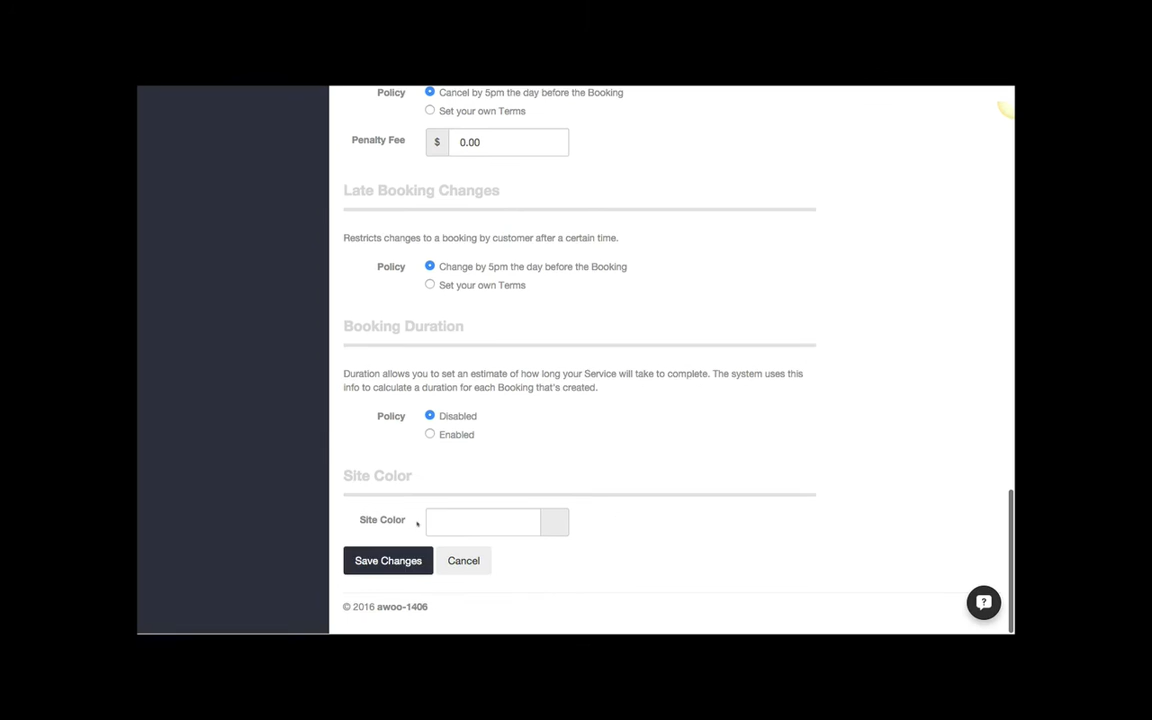 Policy
Cancel by 5pm the day before the Booking
Set your own Terms
Penalty Fee
$ 0.00
Late Booking Changes
Restricts changes to a booking by customer after a certain time.
Policy
Change by 5pm the day before the Booking
Set your own Terms
Booking Duration
Duration allows you to set an estimate of how long your Service will take to complete. The system uses this
info to calculate a duration for each Booking that's created.
Policy
Disabled
Enabled
Site Color
Site Color
Save Changes Cancel
© 2016 awoo-1406
?